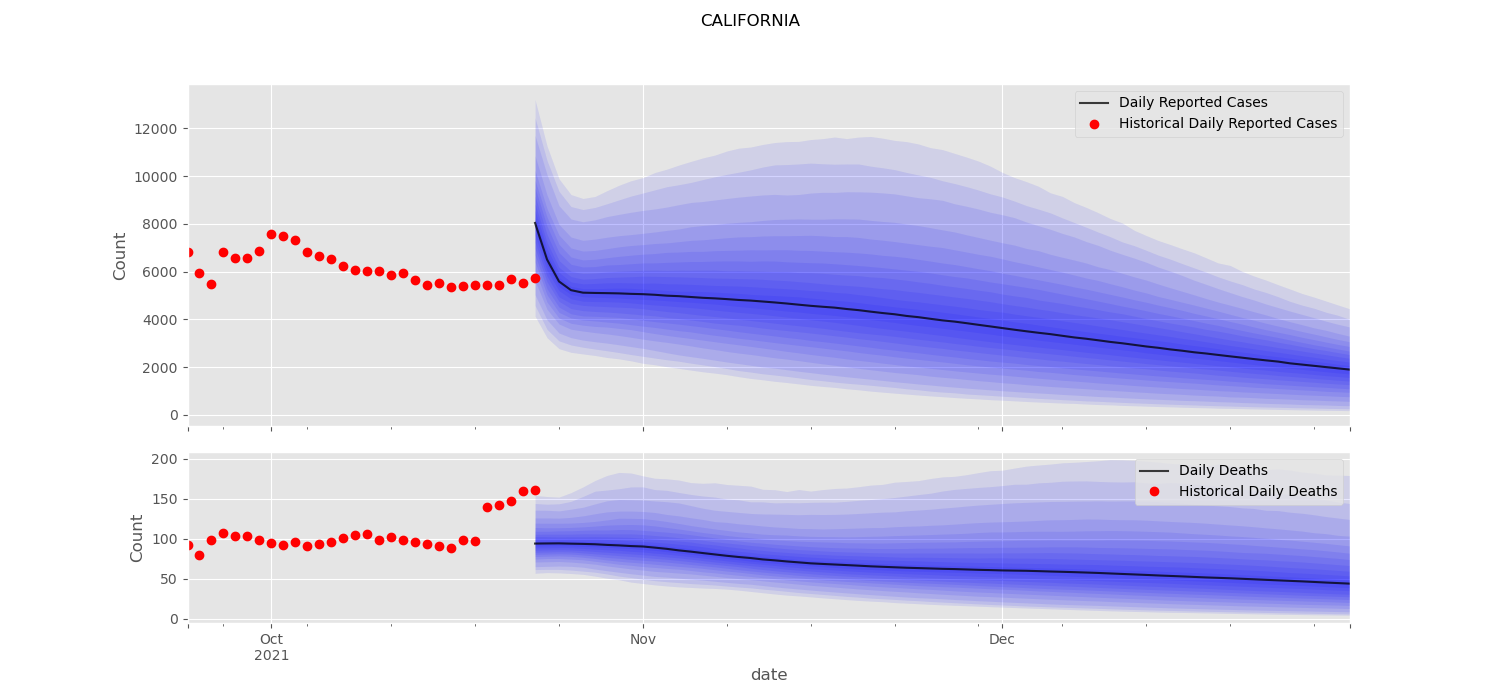 CALIFORNIA
Count
12000
10000
8000
6000
4000
2000
0
Daily Reported Cases
Historical Daily Reported Cases
Count
200
150
100
50
0
Daily Deaths
Historical Daily Deaths
Oct
2021
Nov
Dec
date